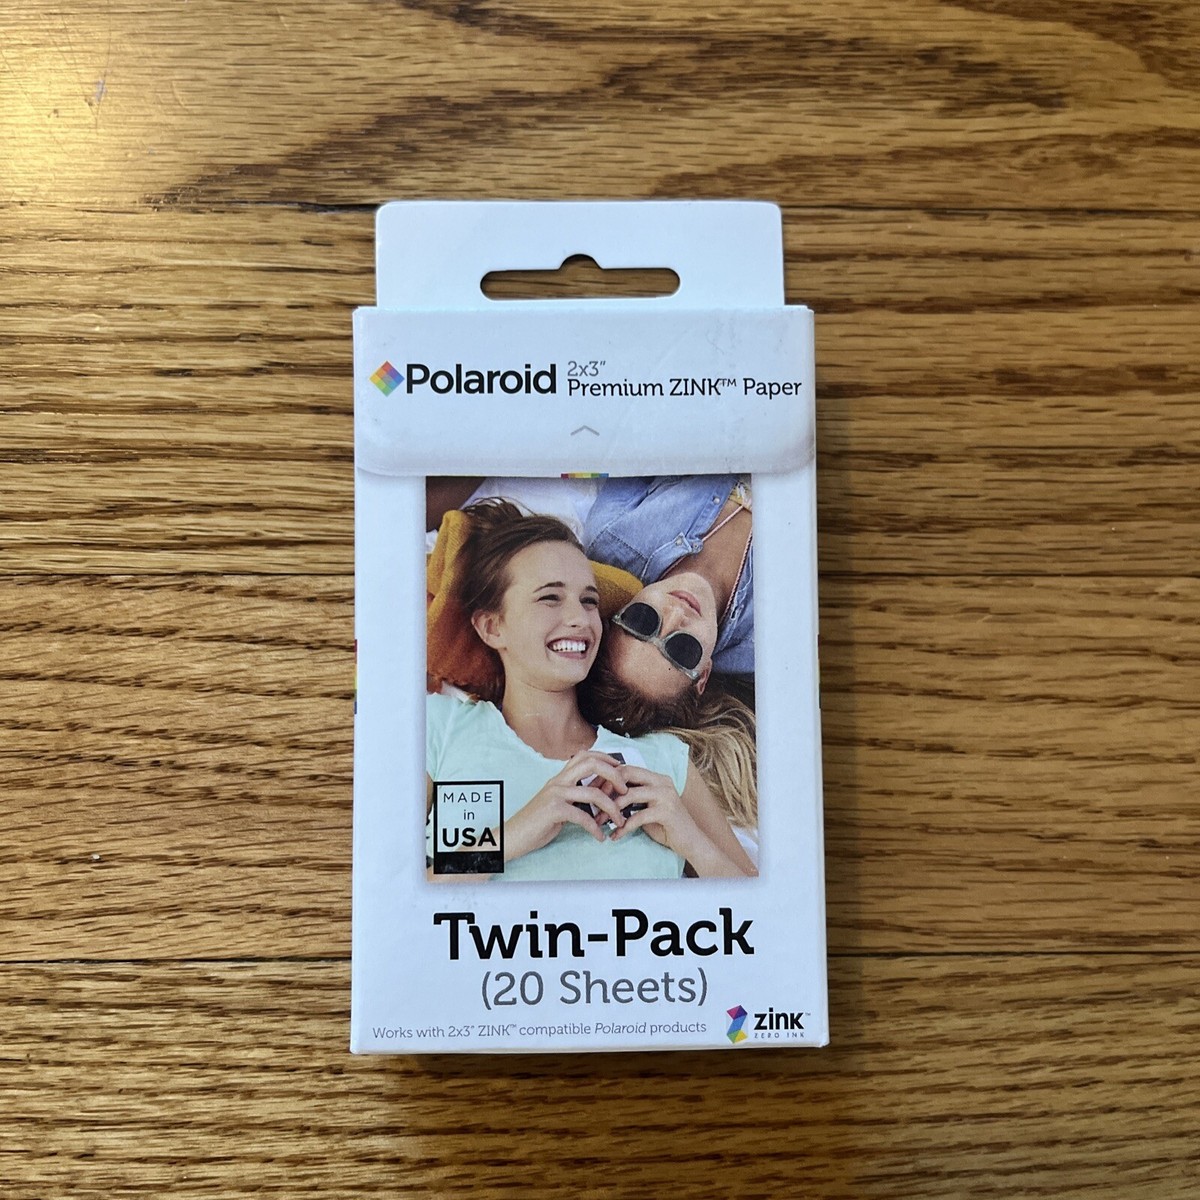 Polaroid
2x3"
Premium ZINK™ Paper
MADE
in
USA
Twin-Pack
(20 Sheets)
Works with 2x3" ZINK™ compatible Polaroid products
zink™
ZERO INK